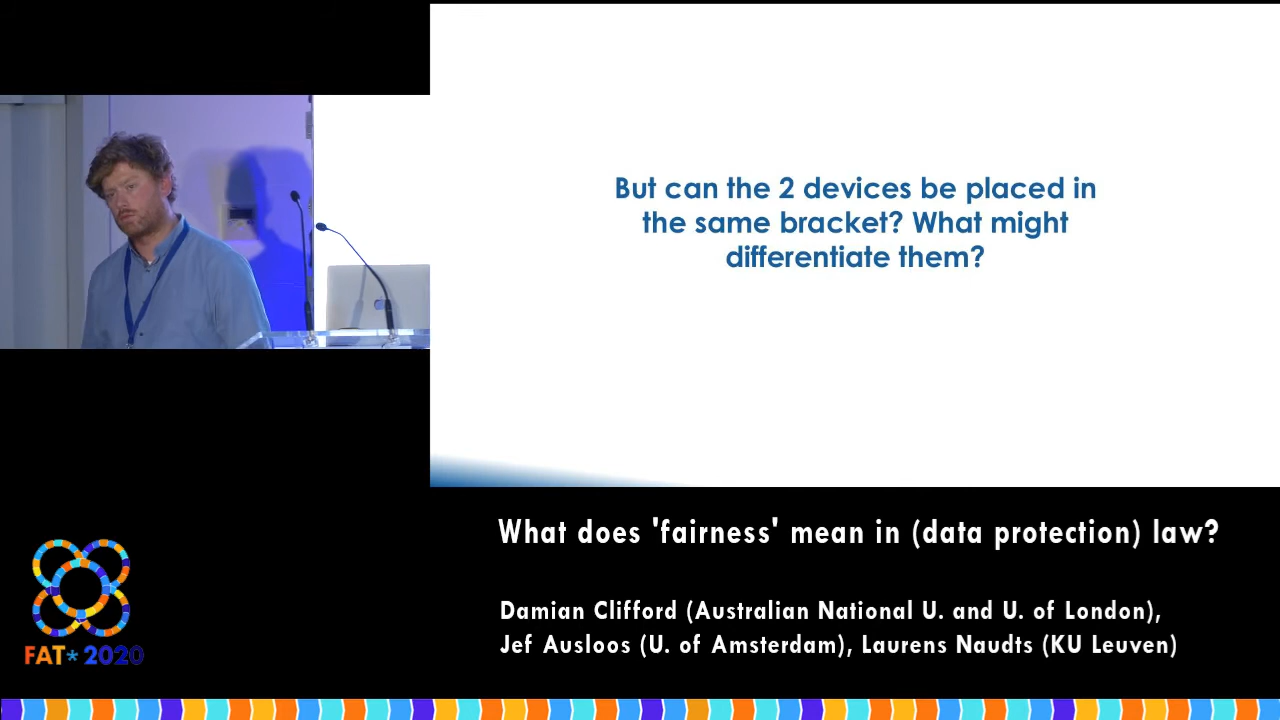 But can the 2 devices be placed in
the same bracket? What might
differentiate them?
What does 'fairness' mean in (data protection) law?
Damian Clifford (Australian National U. and U. of London),
Jef Ausloos (U. of Amsterdam), Laurens Naudts (KU Leuven)
FAT* 2020